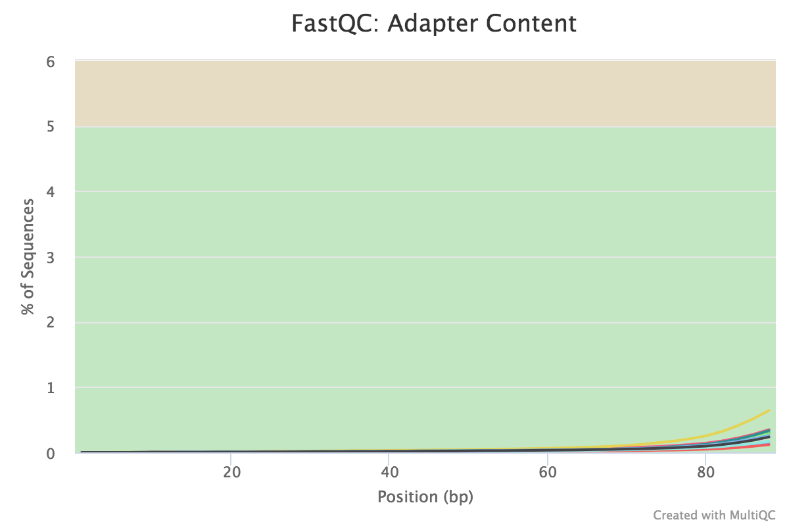 FastQC: Adapter Content
% of Sequences
6
5
4
3
2
1
0
20 40 60 80
Position (bp)
Created with MultiQC